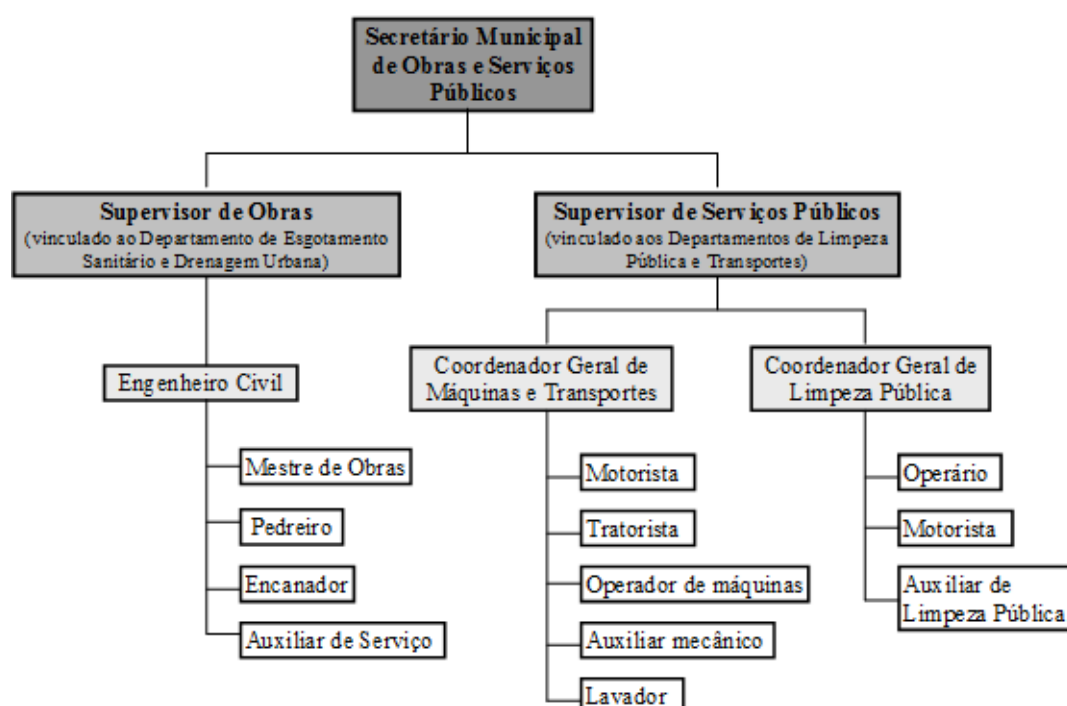 Secretário Municipal
de Obras e Serviços
Públicos
Supervisor de Obras
(vinculado ao Departamento de Esgotamento
Sanitário e Drenagem Urbana)
Supervisor de Serviços Públicos
(vinculado aos Departamentos de Limpeza
Pública e Transportes)
Engenheiro Civil
Mestre de Obras
Pedreiro
Encanador
Auxiliar de Serviço
Coordenador Geral de
Máquinas e Transportes
Motorista
Tratorista
Operador de máquinas
Auxiliar mecânico
Lavador
Coordenador Geral de
Limpeza Pública
Operário
Motorista
Auxiliar de
Limpeza Pública